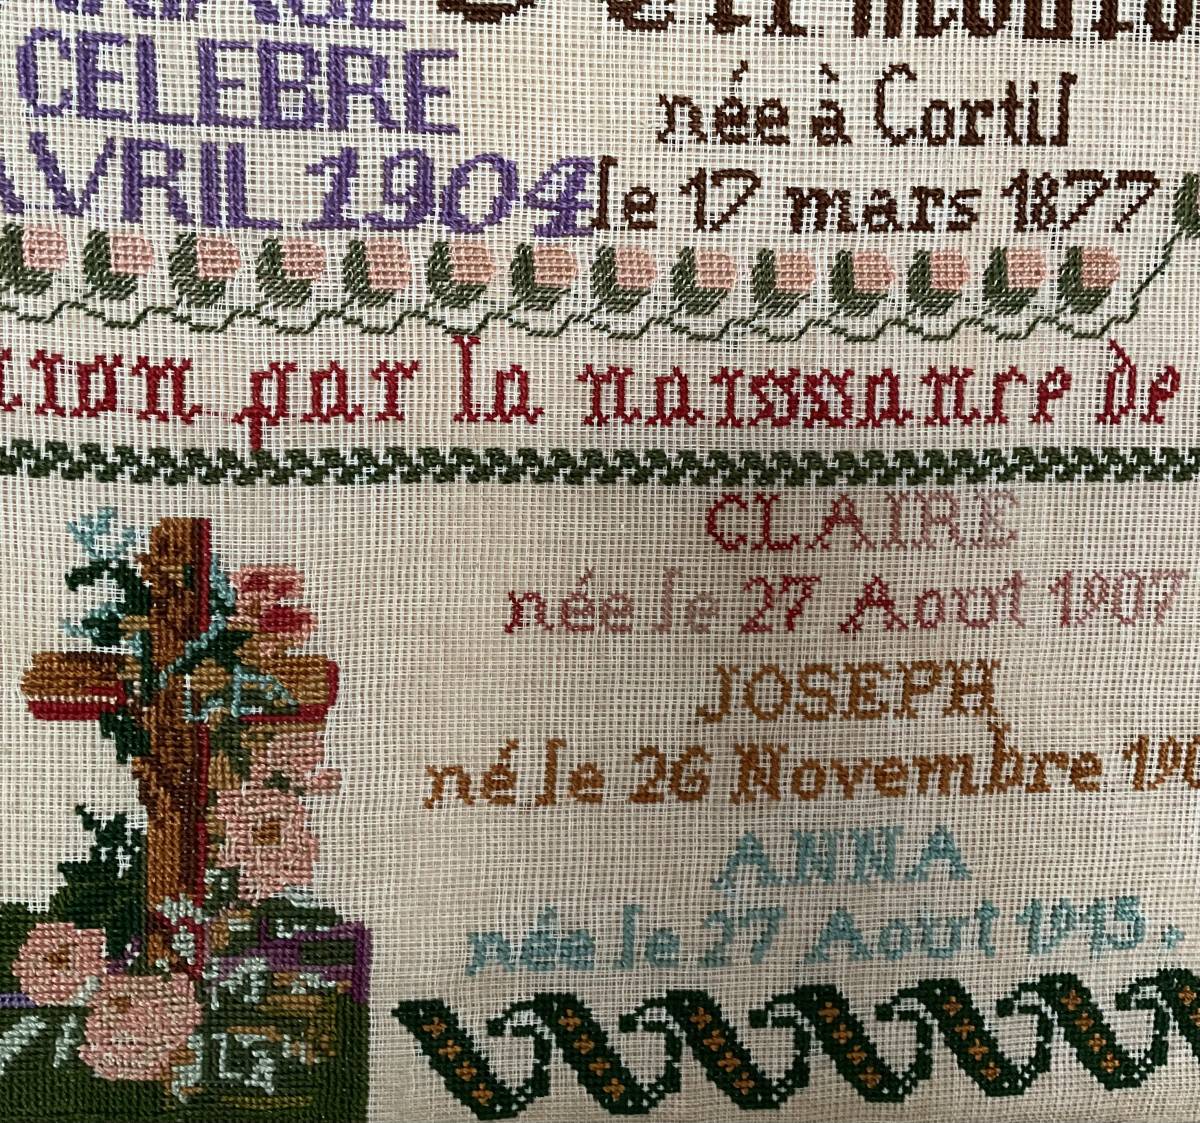 CELEBRE
AVRIL 1904
née à Cortil
le 17 mars 1877
par la naissance de
CLAIRE
née le 27 Aout 1907
JOSEPH
né le 26 Novembre
ANNA
née le 27 Aout 1915.